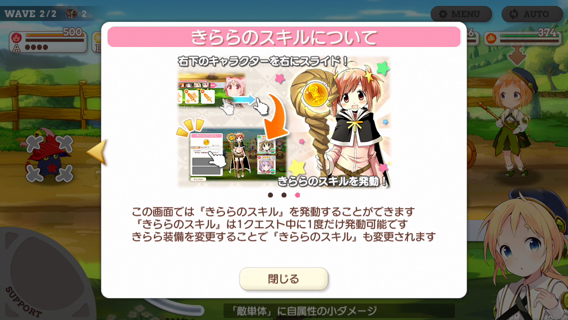 WAVE 2/2
2
MENU
AUTO
500
374
きららのスキルについて
右下のキャラクターを右にスライド！
きららのスキルを発動！
この画面では「きららのスキル」を発動することができます
「きららのスキル」は1クエスト中に1度だけ発動可能です
きらら装備を変更することで「きららのスキル」も変更されます
閉じる
SUPPORT
「敵単体」に自属性の小ダメージ